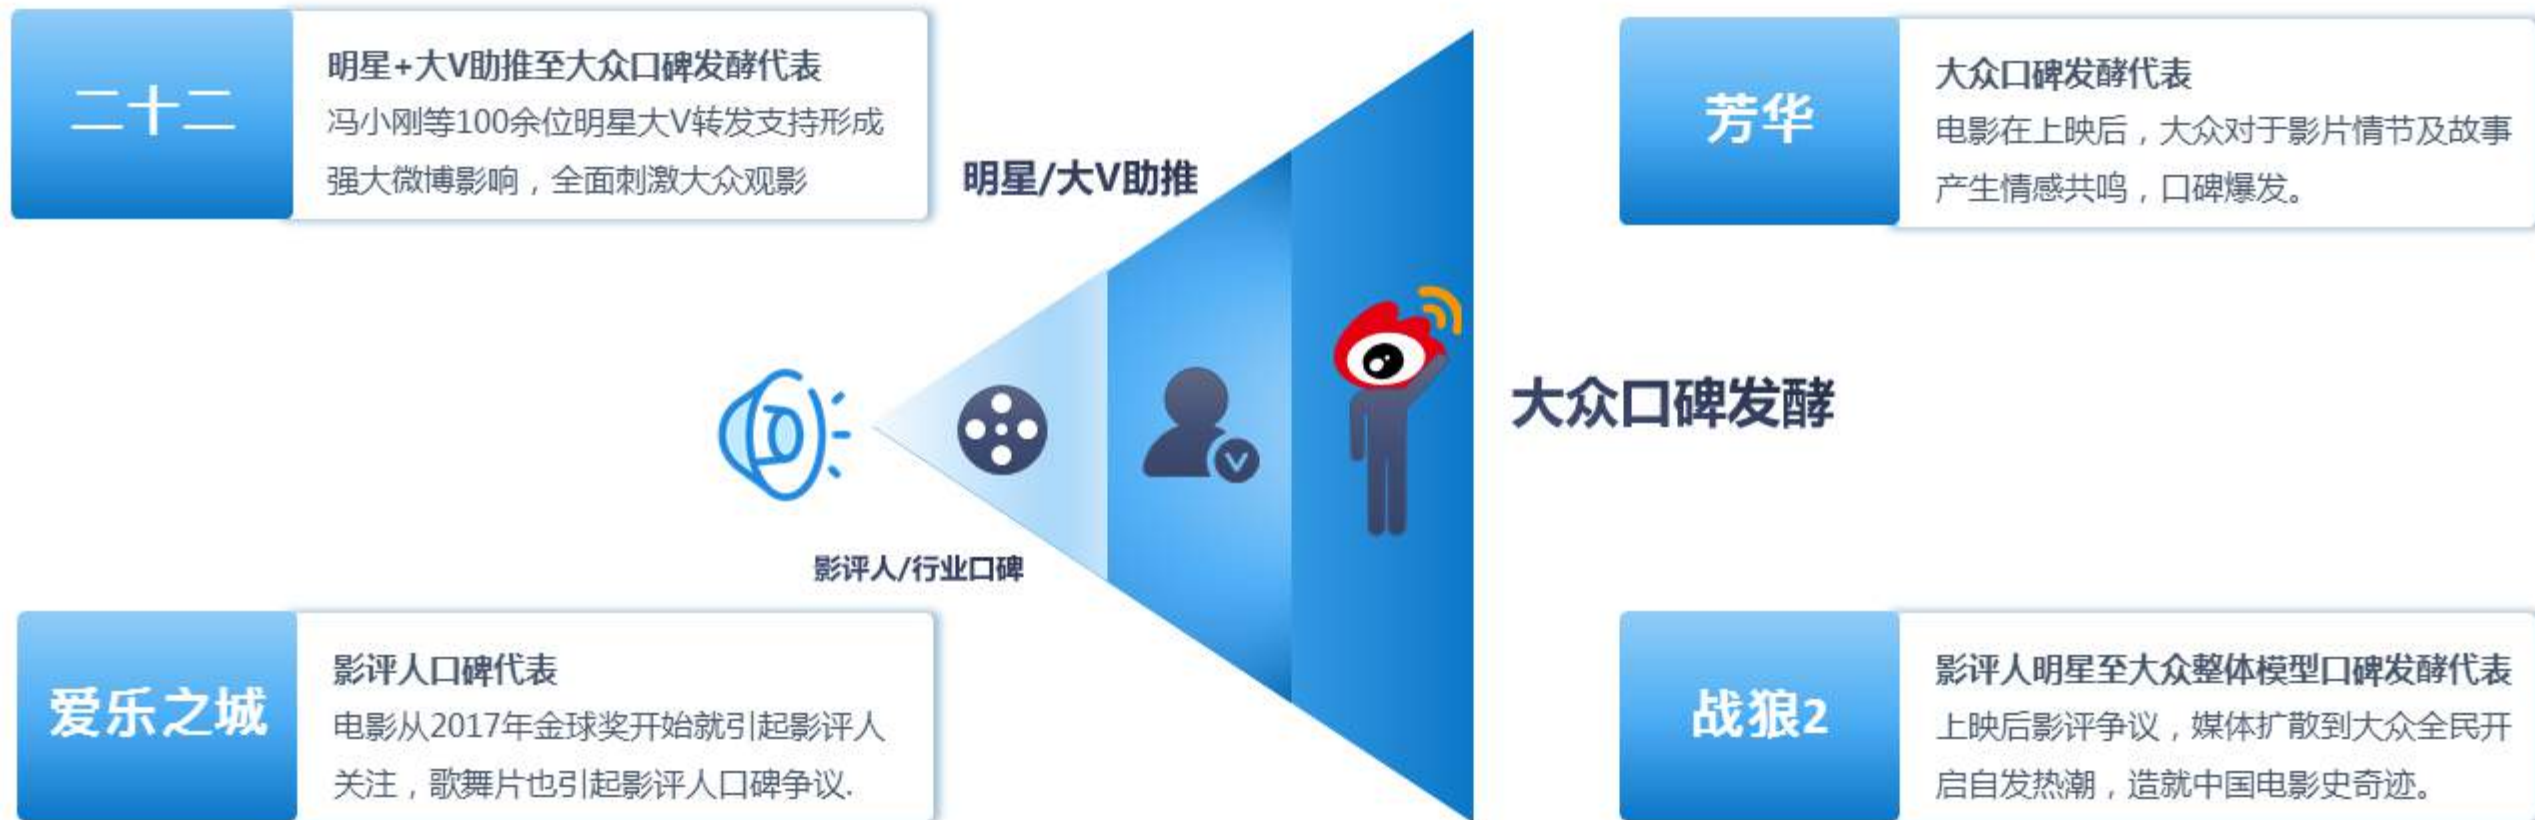 二十二
明星+大V助推至大众口碑发酵代表
冯小刚等100余位明星大V转发支持形成
强大微博影响，全面刺激大众观影
明星/大V助推
芳华
大众口碑发酵代表
电影在上映后，大众对于影片情节及故事
产生情感共鸣，口碑爆发。
大众口碑发酵
影评人/行业口碑
爱乐之城
影评人口碑代表
电影从2017年金球奖开始就引起影评人
关注，歌舞片也引起影评人口碑争议.
战狼2
影评人明星至大众整体模型口碑发酵代表
上映后影评争议，媒体扩散到大众全民开
启自发热潮，造就中国电影史奇迹。